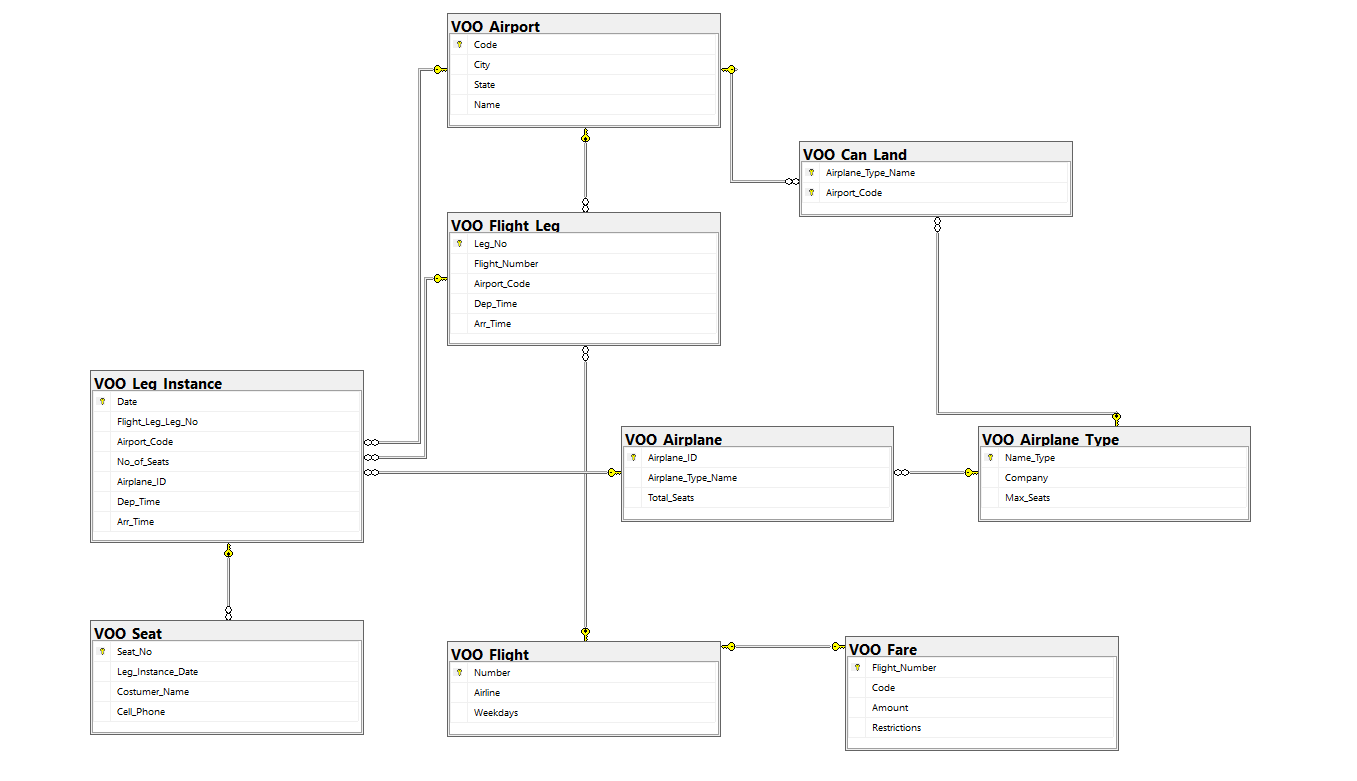 VOO_Airport
Code
City
State
Name
VOO_Can_Land
Airplane_Type_Name
Airport_Code
VOO_Flight_Leg
Leg_No
Flight_Number
Airport_Code
Dep_Time
Arr_Time
VOO_Leg_Instance
Date
Flight_Leg_Leg_No
Airport_Code
No_of_Seats
Airplane_ID
Dep_Time
Arr_Time
VOO_Airplane
Airplane_ID
Airplane_Type_Name
Total_Seats
VOO_Airplane_Type
Name_Type
Company
Max_Seats
VOO_Seat
Seat_No
Leg_Instance_Date
Costumer_Name
Cell_Phone
VOO_Flight
Number
Airline
Weekdays
VOO_Fare
Flight_Number
Code
Amount
Restrictions